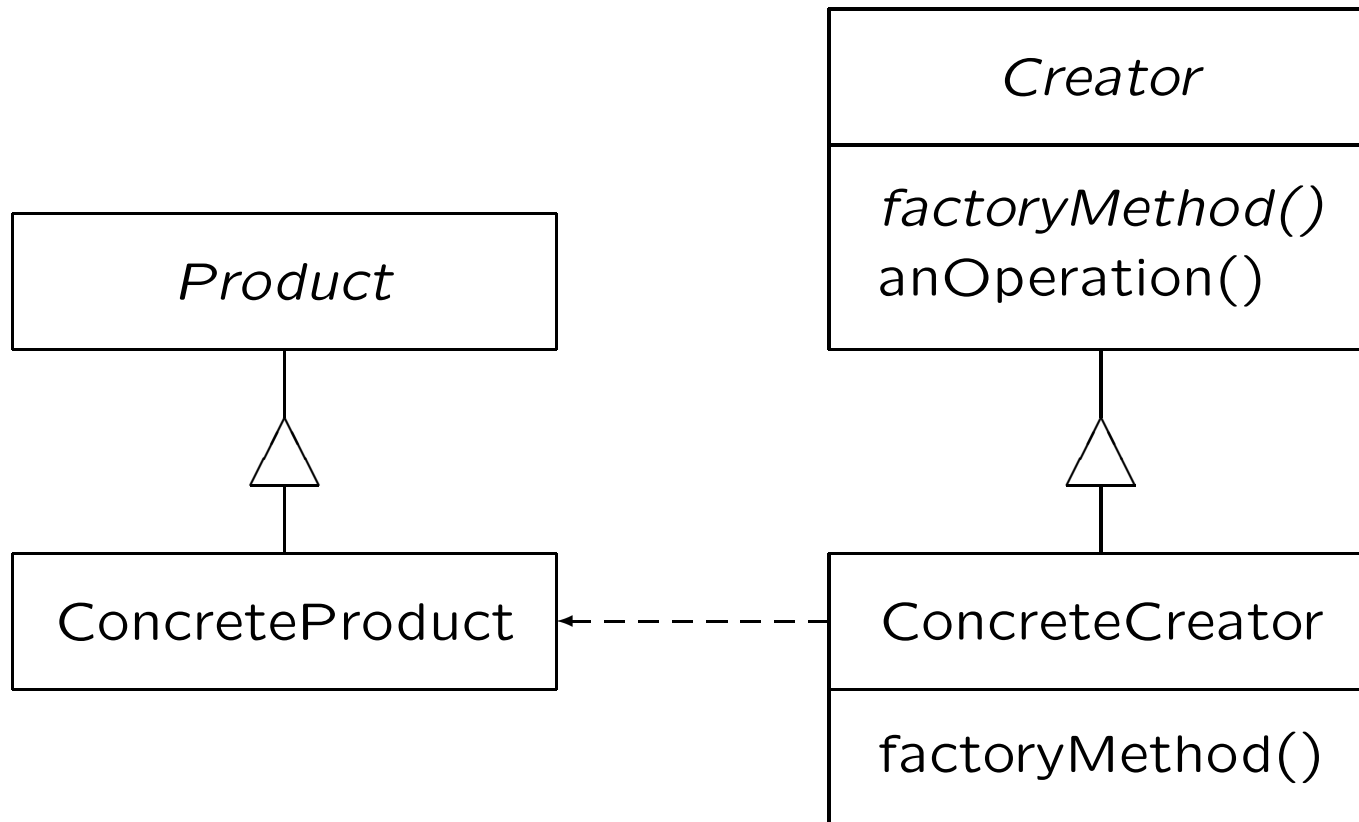 Creator
factoryMethod()
anOperation()
Product
ConcreteProduct
ConcreteCreator
factoryMethod()